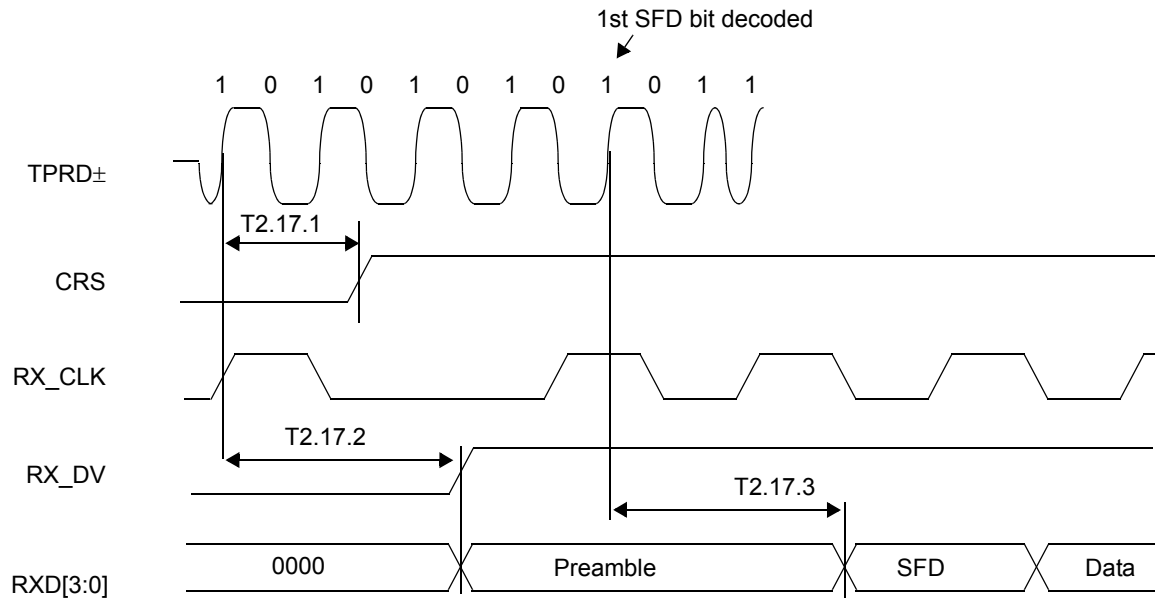 1st SFD bit decoded
1 0 1 0 1 0 1 0 1 0 1 1
TPRD±
T2.17.1
CRS
RX_CLK
T2.17.2
RX_DV
T2.17.3
RXD[3:0]
0000
Preamble
SFD
Data